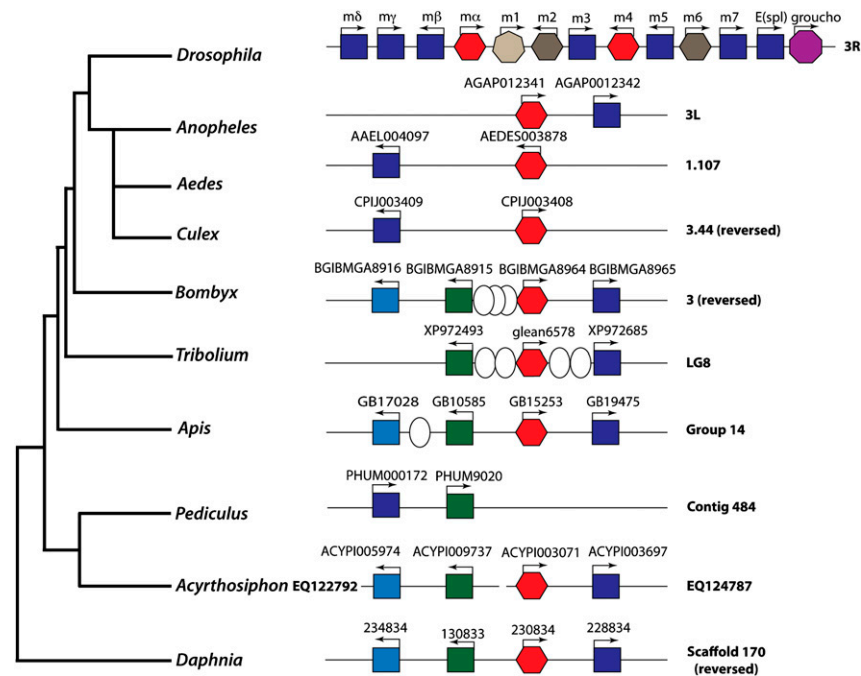 mδ mγ mβ mα m1 m2 m3 m4 m5 m6 m7 E(spl) groucho
Drosophila 3R
AGAP012341 AGAP0012342
Anopheles 3L
AAEL004097 AEDES003878
Aedes 1.107
CPIJ003409 CPIJ003408
Culex 3.44 (reversed)
BGIBMGA8916 BGIBMGA8915 BGIBMGA8964 BGIBMGA8965
Bombyx 3 (reversed)
XP972493 glean6578 XP972685
Tribolium LG8
GB17028 GB10585 GB15253 GB19475
Apis Group 14
PHUM000172 PHUM9020
Pediculus Contig 484
ACYPI005974 ACYPI009737 ACYPI003071 ACYPI003697
Acyrthosiphon EQ122792 EQ124787
234834 130833 230834 228834
Daphnia Scaffold 170
(reversed)